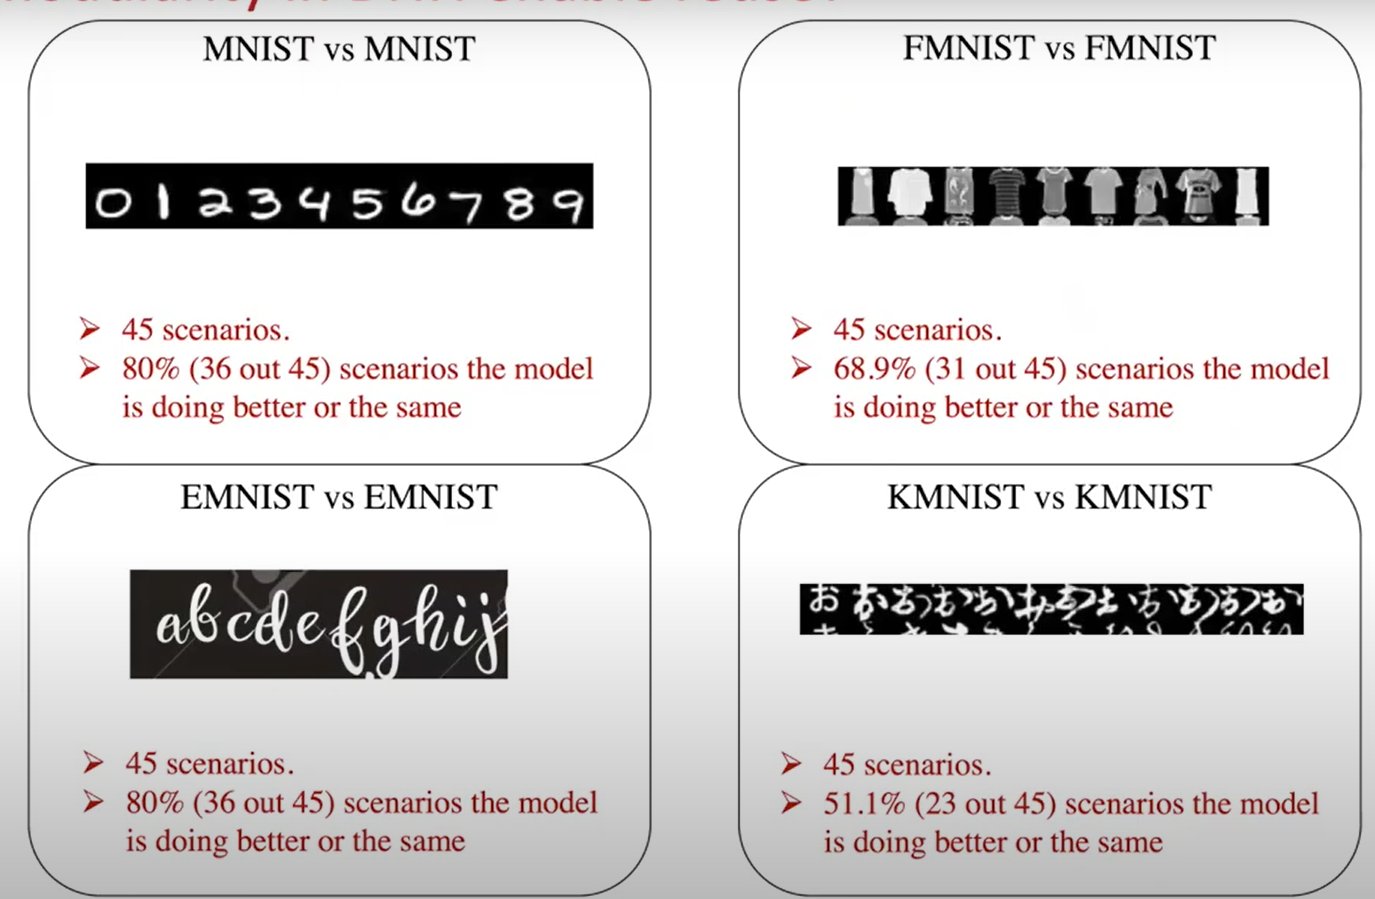 MNIST vs MNIST
0 1 2 3 4 5 6 7 8 9
➢ 45 scenarios.
➢ 80% (36 out 45) scenarios the model
is doing better or the same
FMNIST vs FMNIST
➢ 45 scenarios.
➢ 68.9% (31 out 45) scenarios the model
is doing better or the same
EMNIST vs EMNIST
abcdefghij
➢ 45 scenarios.
➢ 80% (36 out 45) scenarios the model
is doing better or the same
KMNIST vs KMNIST
➢ 45 scenarios.
➢ 51.1% (23 out 45) scenarios the model
is doing better or the same